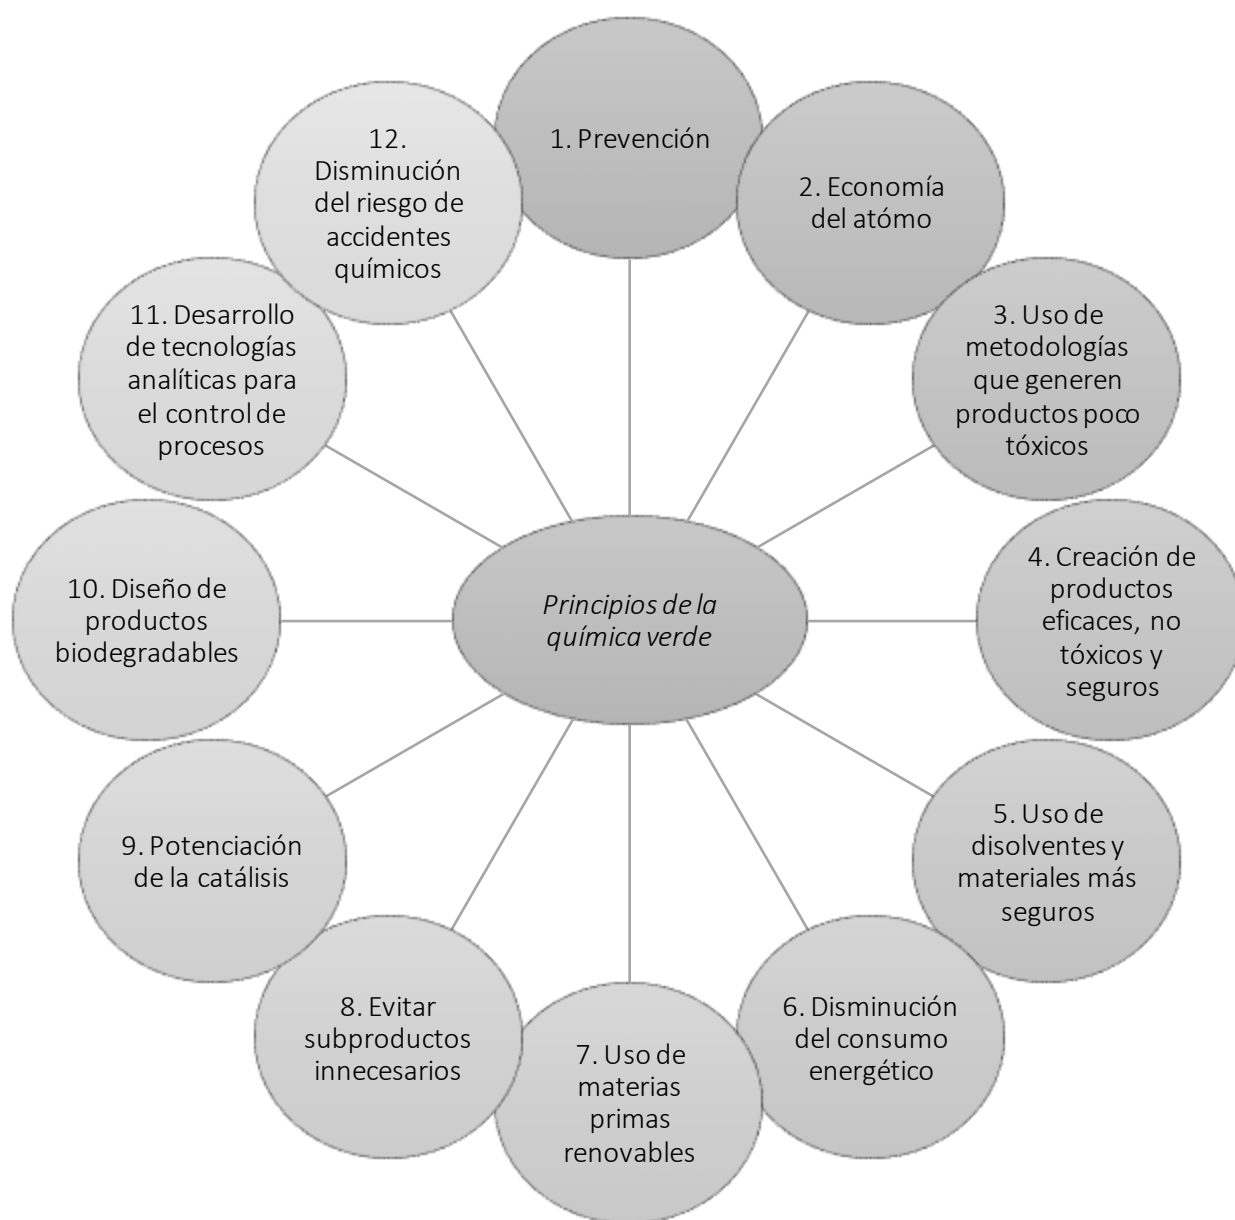 1. Prevención
2. Economía
del atómo
3. Uso de
metodologías
que generen
productos poco
tóxicos
4. Creación de
productos
eficaces, no
tóxicos y
seguros
5. Uso de
disolventes y
materiales más
seguros
6. Disminución
del consumo
energético
7. Uso de
materias
primas
renovables
8. Evitar
subproductos
innecesarios
9. Potenciación
de la catálisis
10. Diseño de
productos
biodegradables
11. Desarrollo
de tecnologías
analíticas para
el control de
procesos
12.
Disminución
del riesgo de
accidentes
químicos
Principios de la
química verde